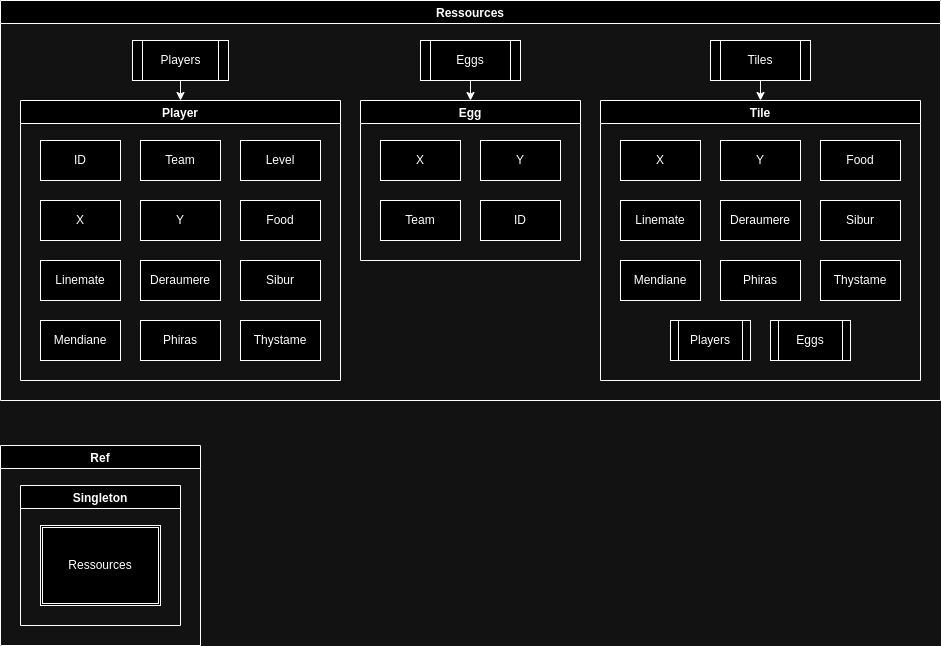 Ressources
Players
Eggs
Tiles
Player
ID
Team
Level
X
Y
Food
Linemate
Deraumere
Sibur
Mendiane
Phiras
Thystame
Egg
X
Y
Team
ID
Tile
X
Y
Food
Linemate
Deraumere
Sibur
Mendiane
Phiras
Thystame
Players
Eggs
Ref
Singleton
Ressources